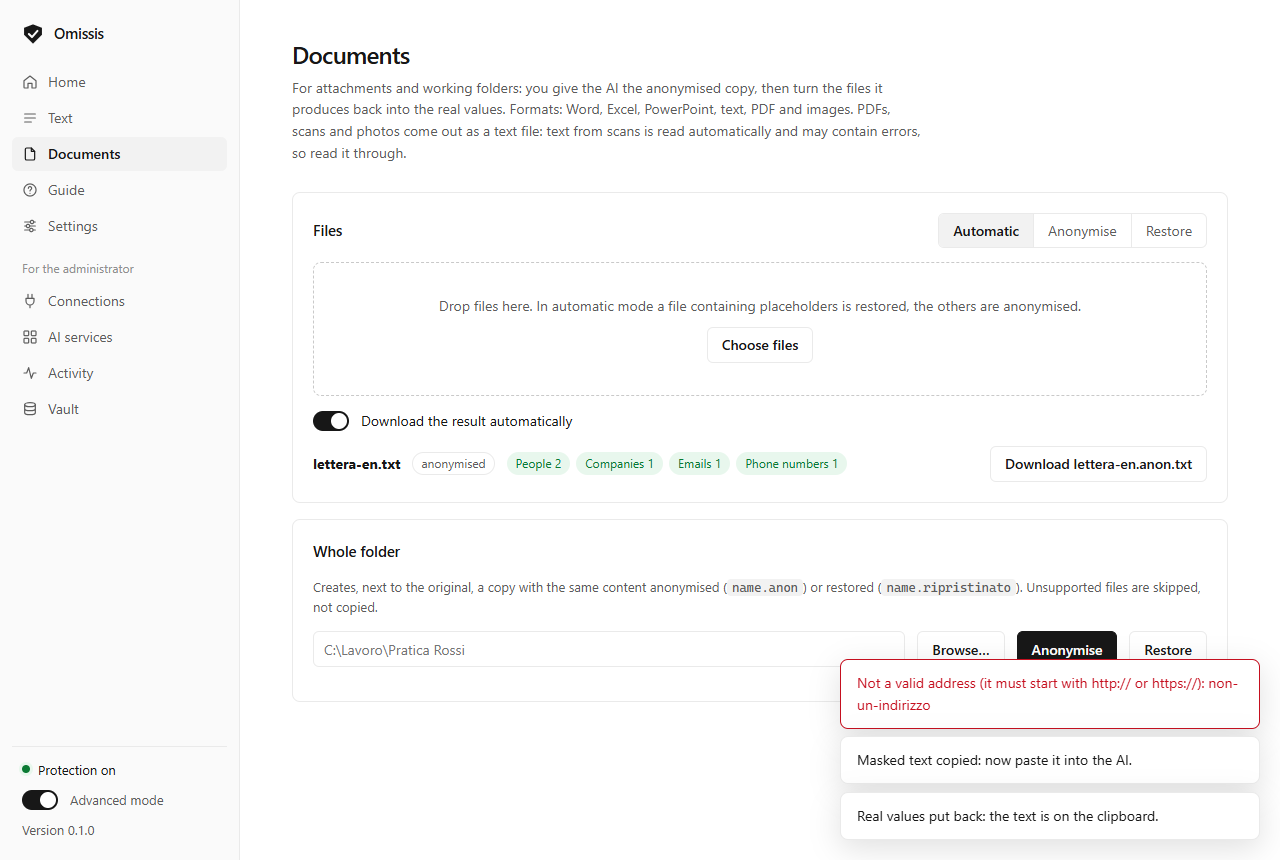 Omissis
Home
Text
Documents
Guide
Settings
For the administrator
Connections
AI services
Activity
Vault
Protection on
Advanced mode
Version 0.1.0
Documents
For attachments and working folders: you give the AI the anonymised copy, then turn the files it
produces back into the real values. Formats: Word, Excel, PowerPoint, text, PDF and images. PDFs,
scans and photos come out as a text file: text from scans is read automatically and may contain errors,
so read it through.
Files
Automatic Anonymise Restore
Drop files here. In automatic mode a file containing placeholders is restored, the others are anonymised.
Choose files
Download the result automatically
lettera-en.txt anonymised People 2 Companies 1 Emails 1 Phone numbers 1 Download lettera-en.anon.txt
Whole folder
Creates, next to the original, a copy with the same content anonymised ( name.anon ) or restored ( name.ripristinato ). Unsupported files are skipped,
not copied.
C:\Lavoro\Pratica Rossi Browse... Anonymise Restore
Not a valid address (it must start with http:// or https://): non-
un-indirizzo
Masked text copied: now paste it into the AI.
Real values put back: the text is on the clipboard.